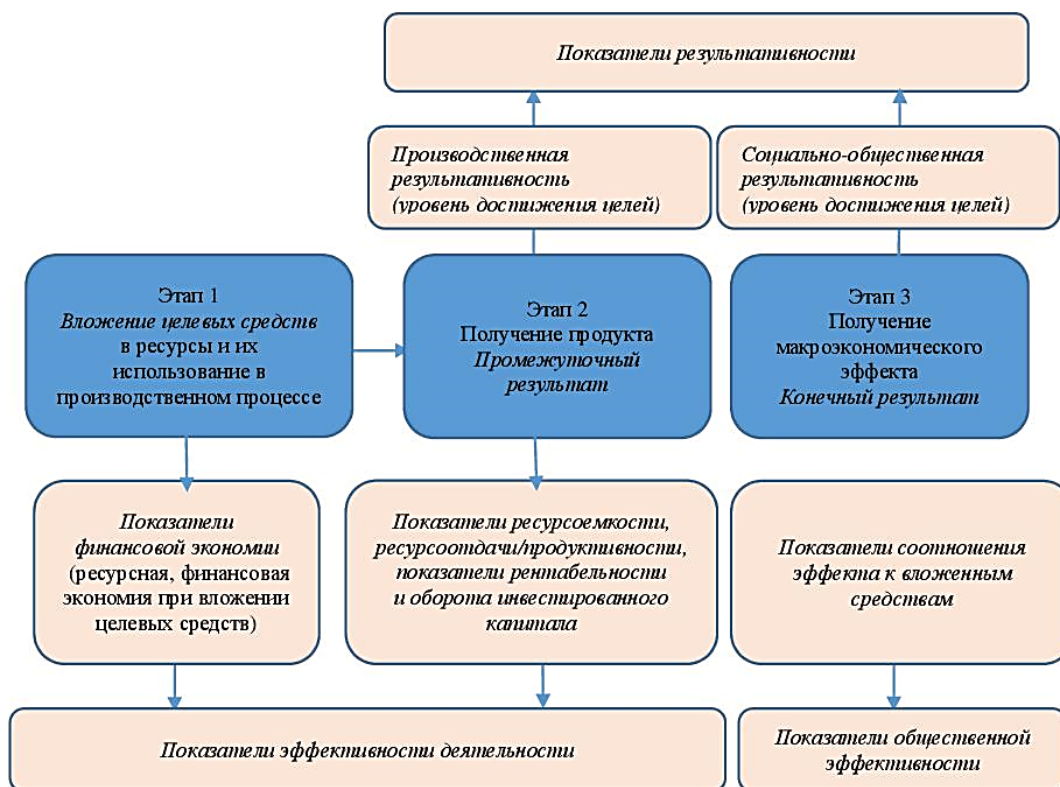 Показатели результативности
Производственная
результативность
(уровень достижения целей)
Социально-общественная
результативность
(уровень достижения целей)
Этап 1
Вложение целевых средств
в ресурсы и их
использование в
производственном процессе
Этап 2
Получение продукта
Промежуточный
результат
Этап 3
Получение
макроэкономического
эффекта
Конечный результат
Показатели
финансовой экономии
(ресурсная, финансовая
экономия при вложении
целевых средств)
Показатели ресурсоемкости,
ресурсоотдачи/продуктивности,
показатели рентабельности
и оборота инвестированного
капитала
Показатели соотношения
эффекта к вложенным
средствам
Показатели эффективности деятельности
Показатели общественной
эффективности